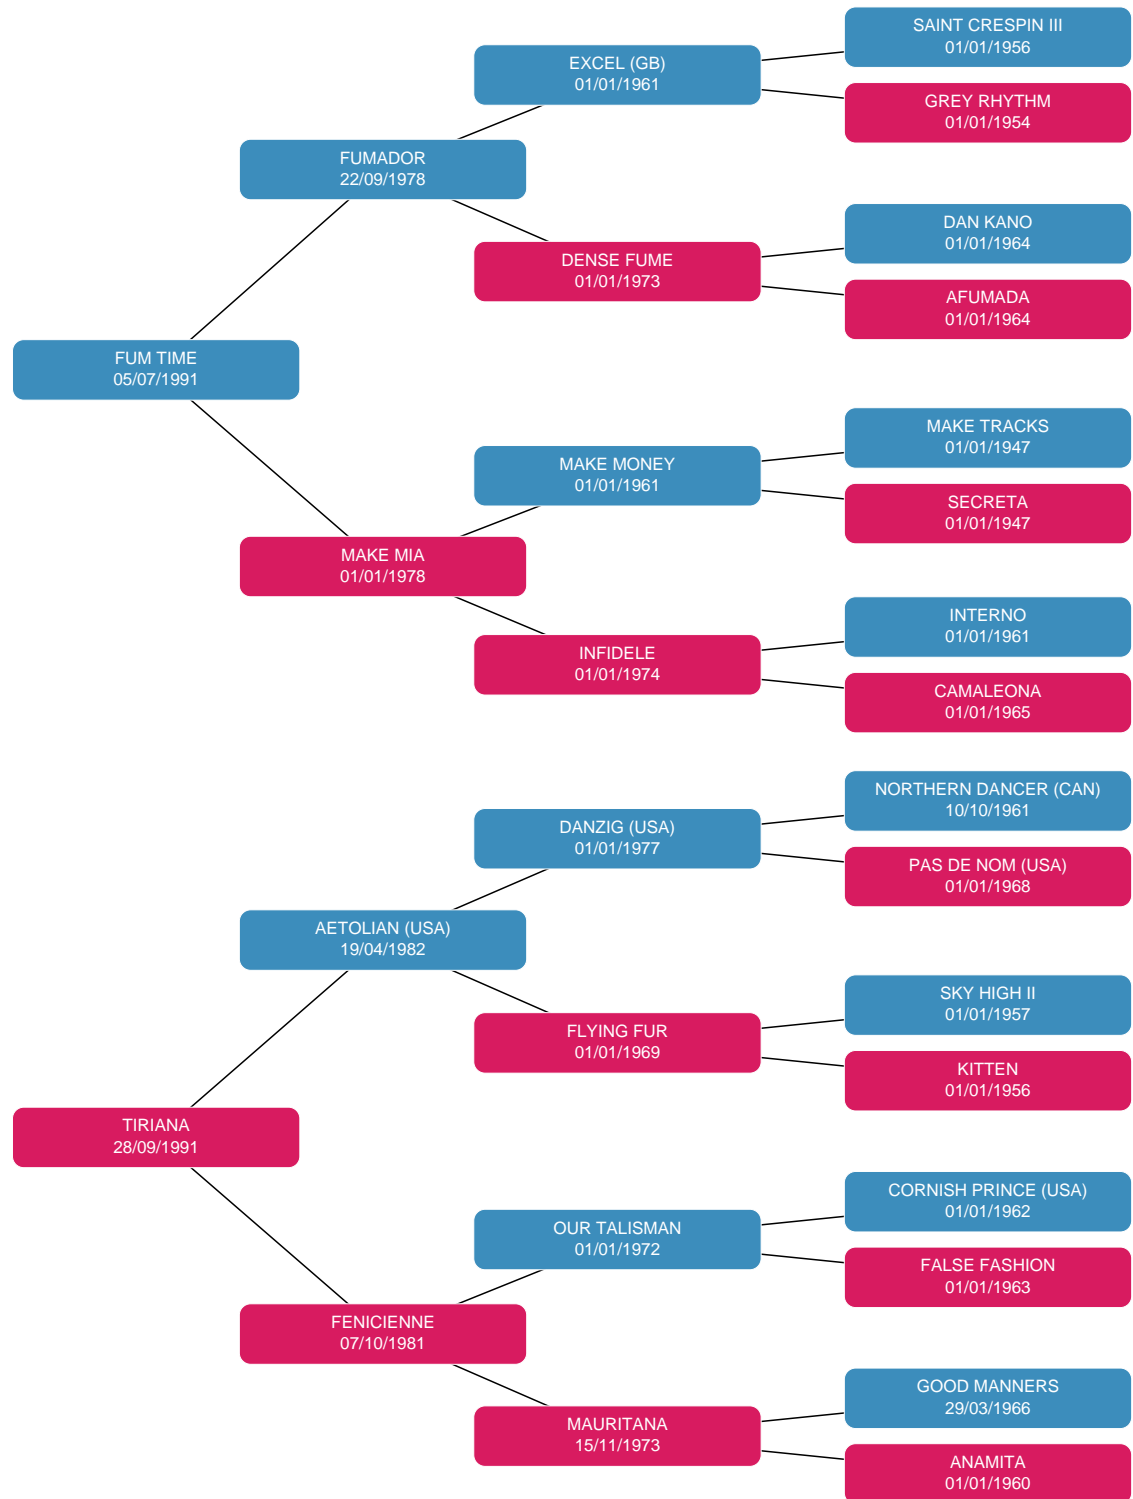 SAINT CRESPIN III
01/01/1956
EXCEL (GB)
01/01/1961
GREY RHYTHM
01/01/1954
FUMADOR
22/09/1978
DAN KANO
01/01/1964
DENSE FUME
01/01/1973
AFUMADA
01/01/1964
FUM TIME
05/07/1991
MAKE TRACKS
01/01/1947
MAKE MONEY
01/01/1961
SECRETA
01/01/1947
MAKE MIA
01/01/1978
INTERNO
01/01/1961
INFIDELE
01/01/1974
CAMALEONA
01/01/1965
NORTHERN DANCER (CAN)
10/10/1961
DANZIG (USA)
01/01/1977
PAS DE NOM (USA)
01/01/1968
AETOLIAN (USA)
19/04/1982
SKY HIGH II
01/01/1957
FLYING FUR
01/01/1969
KITTEN
01/01/1956
TIRIANA
28/09/1991
CORNISH PRINCE (USA)
01/01/1962
OUR TALISMAN
01/01/1972
FALSE FASHION
01/01/1963
FENICIENNE
07/10/1981
GOOD MANNERS
29/03/1966
MAURITANA
15/11/1973
ANAMITA
01/01/1960